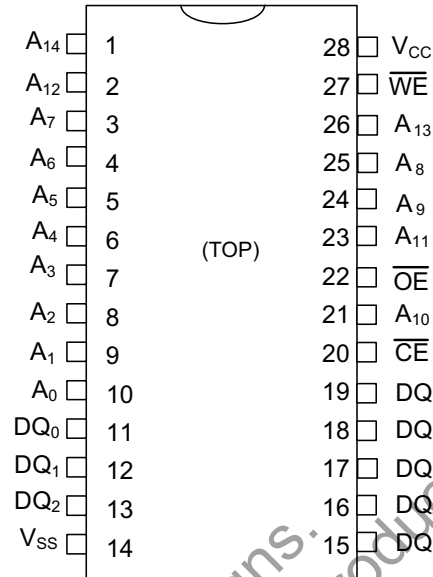 A14 1 28 VCC
A12 2 27 WE
A7 3 26 A13
A6 4 25 A8
A5 5 24 A9
A4 6 23 A11
(TOP)
A3 7 22 OE
A2 8 21 A10
A1 9 20 CE
A0 10 19 DQ
DQ0 11 18 DQ
DQ1 12 17 DQ
DQ2 13 16 DQ
VSS 14 15 DQ